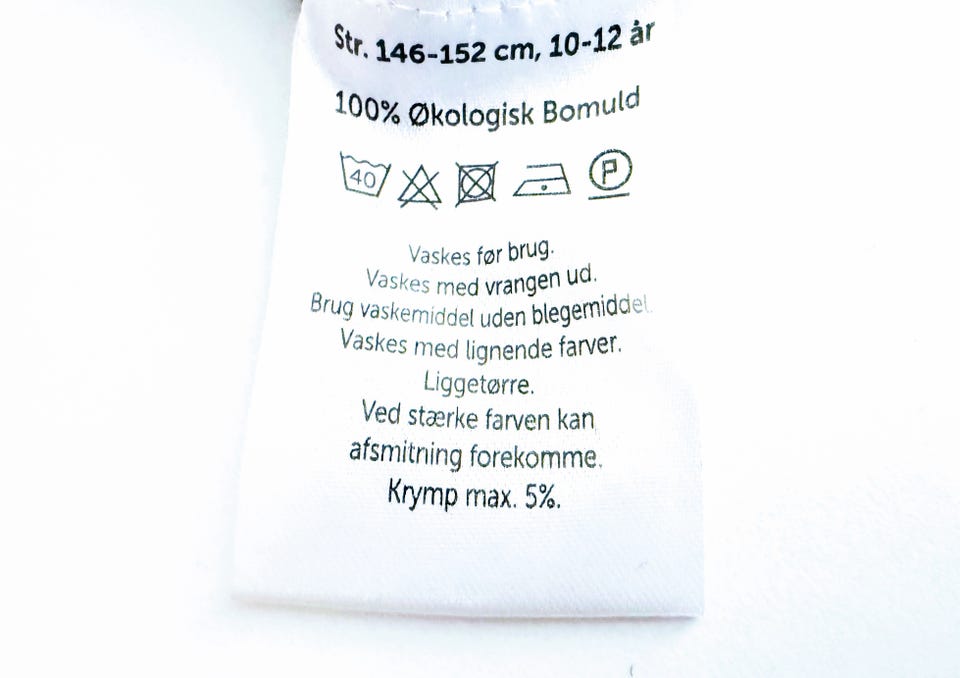 Str. 146-152 cm, 10-12 år
100% Økologisk Bomuld
40 P
Vaskes før brug.
Vaskes med vrangen ud.
Brug vaskemiddel uden blegemiddel.
Vaskes med lignende farver.
Liggetørre.
Ved stærke farven kan
afsmitning forekomme.
Krymp max. 5%.